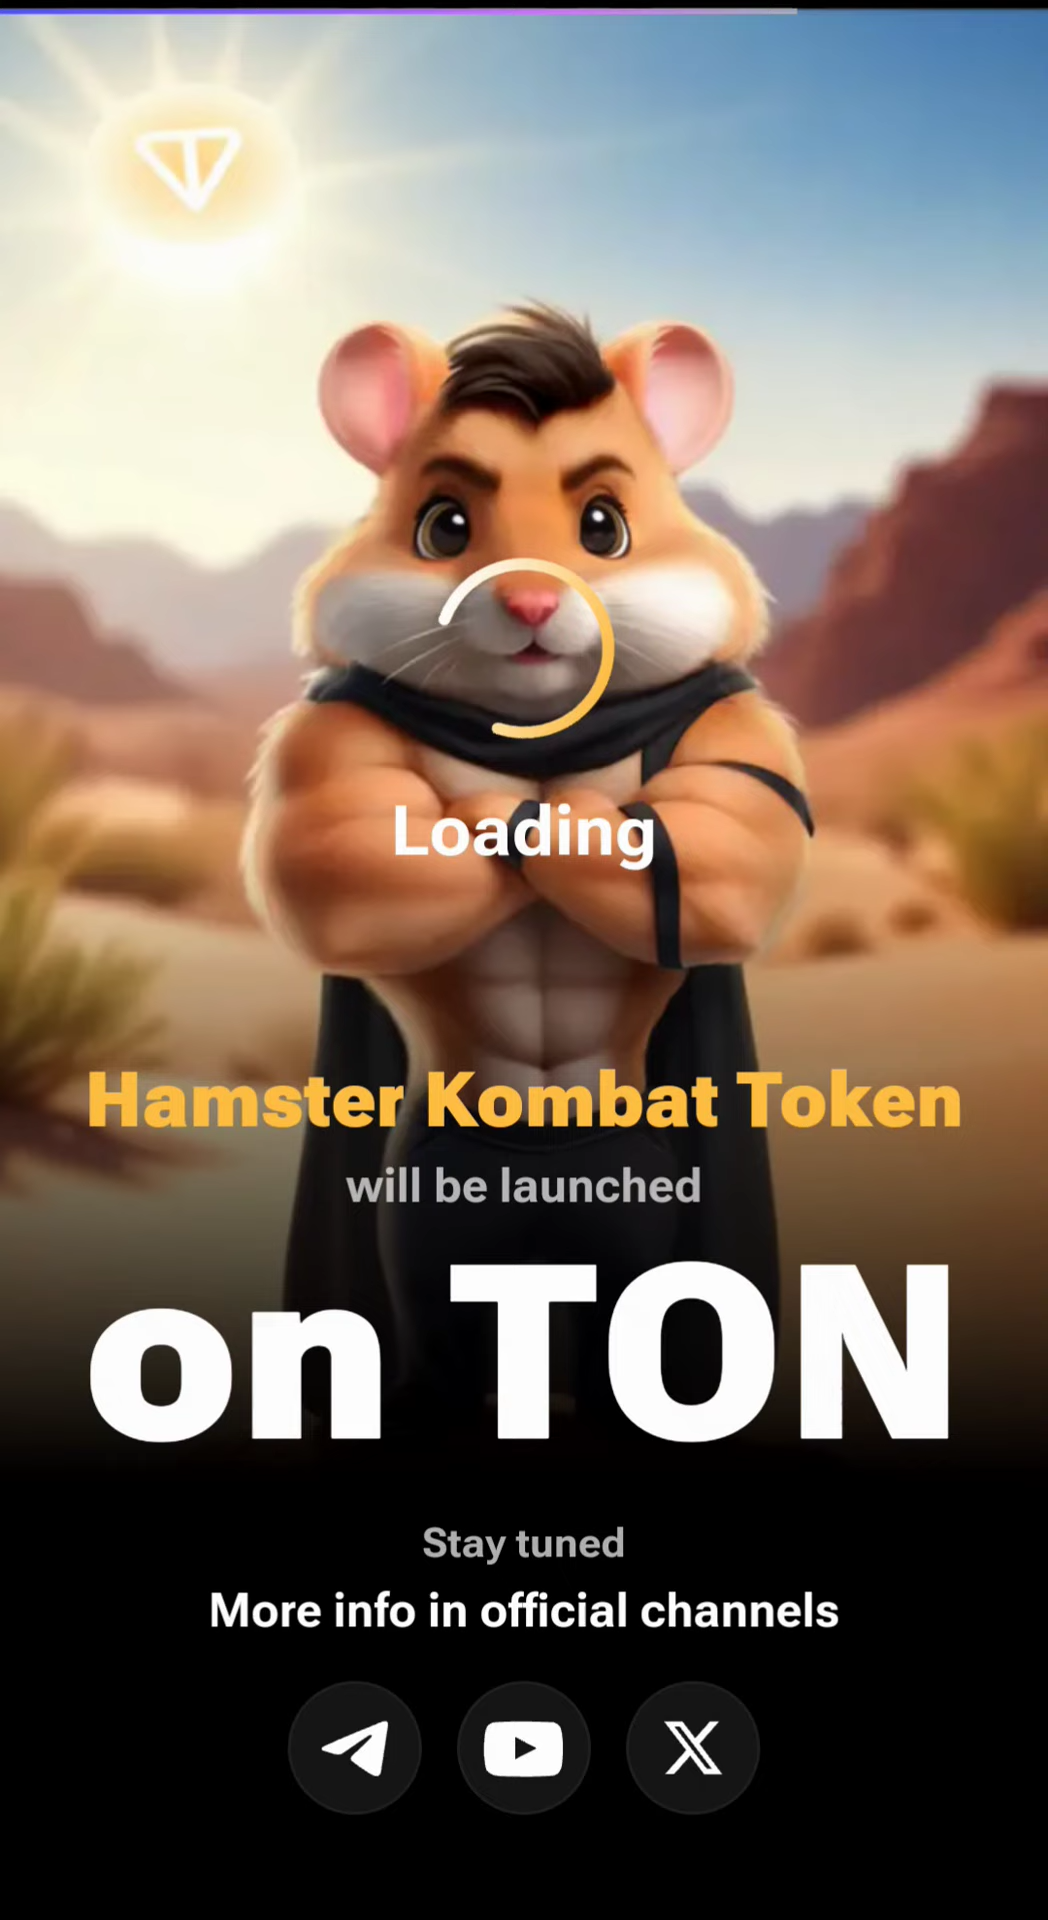 Loading
Hamster Kombat Token
will be launched
on TON
Stay tuned
More info in official channels